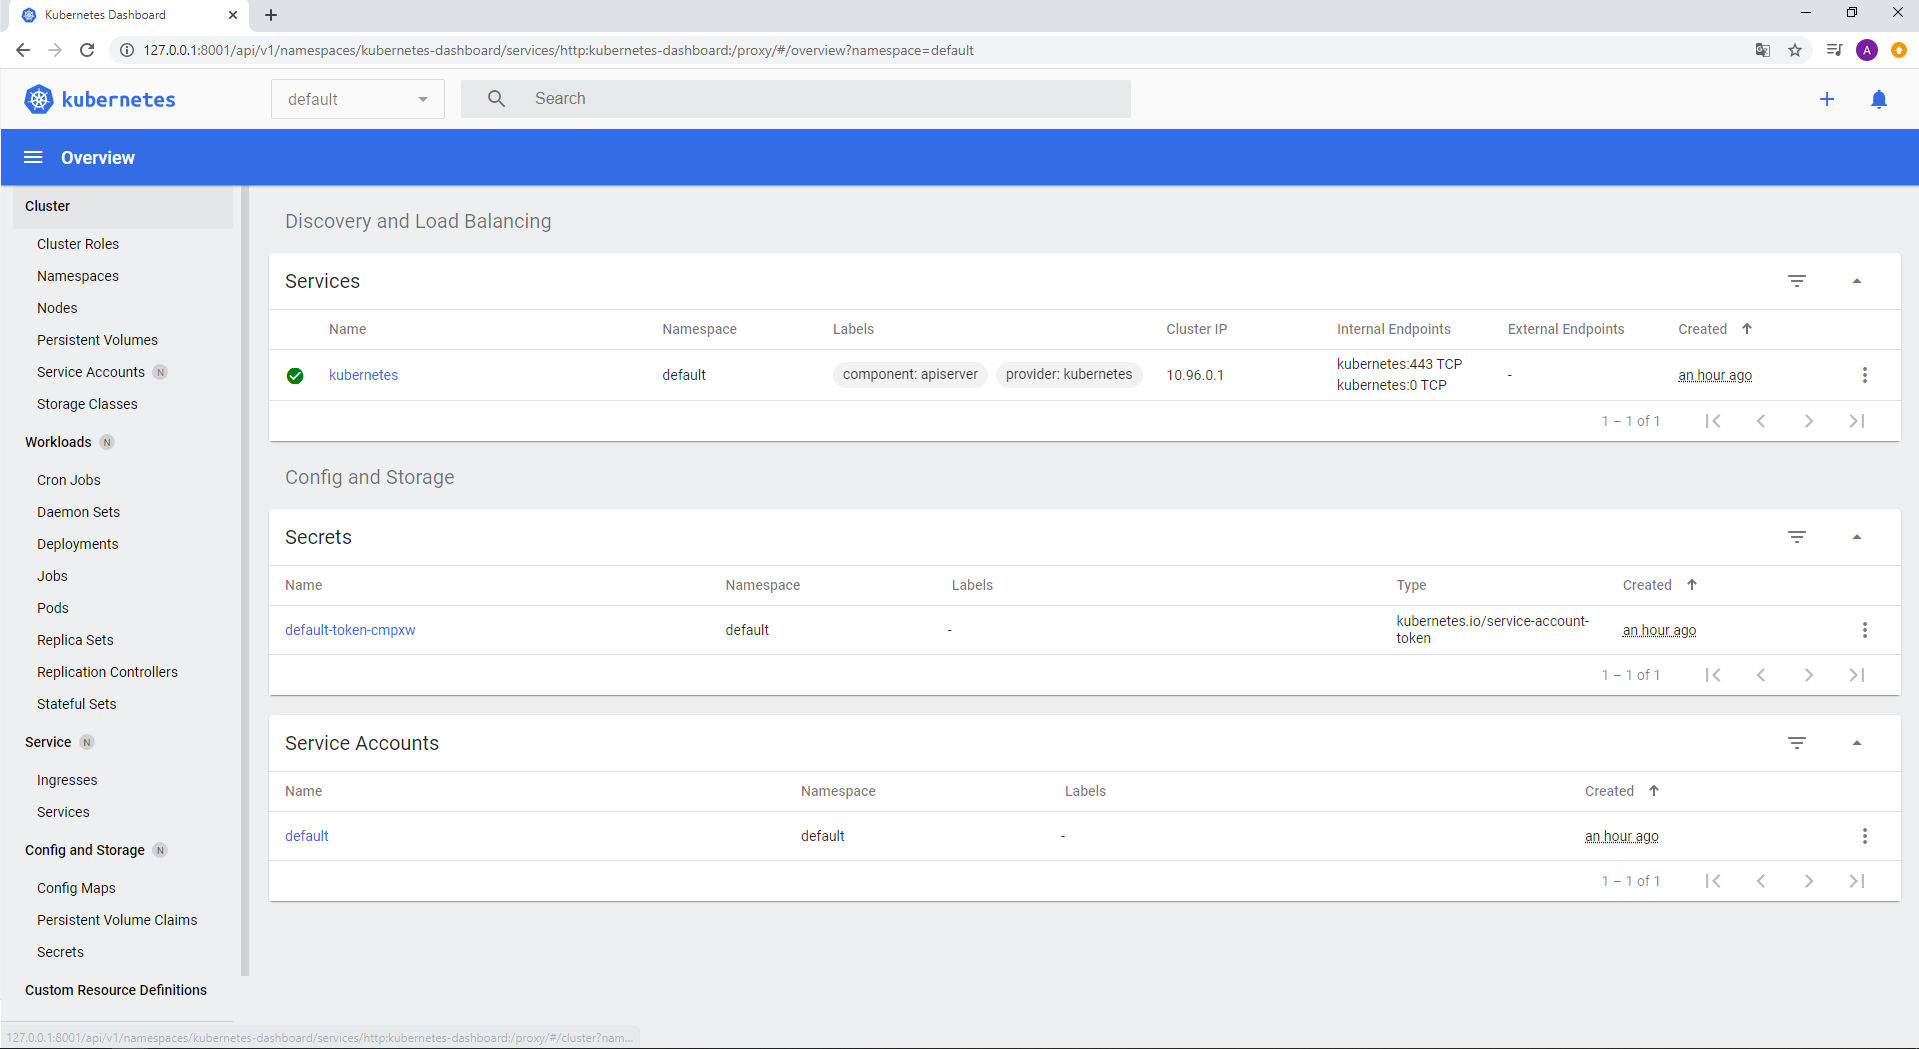 Kubernetes Dashboard
127.0.0.1:8001/api/v1/namespaces/kubernetes-dashboard/services/http:kubernetes-dashboard:/proxy/#/overview?namespace=default
A
kubernetes
default
Search
Overview
Cluster
Cluster Roles
Namespaces
Nodes
Persistent Volumes
Service Accounts N
Storage Classes
Workloads N
Cron Jobs
Daemon Sets
Deployments
Jobs
Pods
Replica Sets
Replication Controllers
Stateful Sets
Service N
Ingresses
Services
Config and Storage N
Config Maps
Persistent Volume Claims
Secrets
Custom Resource Definitions
Discovery and Load Balancing
Services
Name Namespace Labels Cluster IP Internal Endpoints External Endpoints Created
kubernetes default component: apiserver provider: kubernetes 10.96.0.1 kubernetes:443 TCP - an hour ago
kubernetes:0 TCP
1 – 1 of 1
Config and Storage
Secrets
Name Namespace Labels Type Created
default-token-cmpxw default - kubernetes.io/service-account- an hour ago
token
1 – 1 of 1
Service Accounts
Name Namespace Labels Created
default default - an hour ago
1 – 1 of 1
127.0.0.1:8001/api/v1/namespaces/kubernetes-dashboard/services/http:kubernetes-dashboard:/proxy/#/cluster?nam...